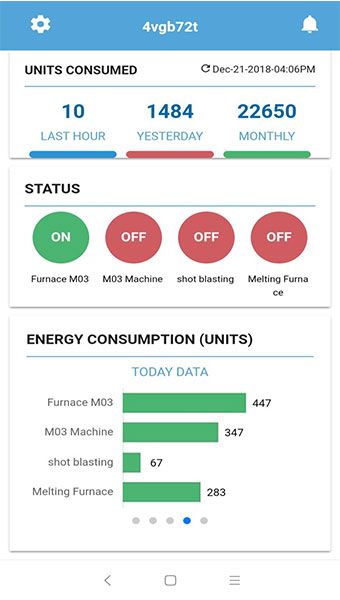 4vgb72t
UNITS CONSUMED Dec-21-2018-04:06PM
10 1484 22650
LAST HOUR YESTERDAY MONTHLY
STATUS
ON OFF OFF OFF
Furnace M03 M03 Machine shot blasting Melting Furna
ce
ENERGY CONSUMPTION (UNITS)
TODAY DATA
Furnace M03 447
M03 Machine 347
shot blasting 67
Melting Furnace 283